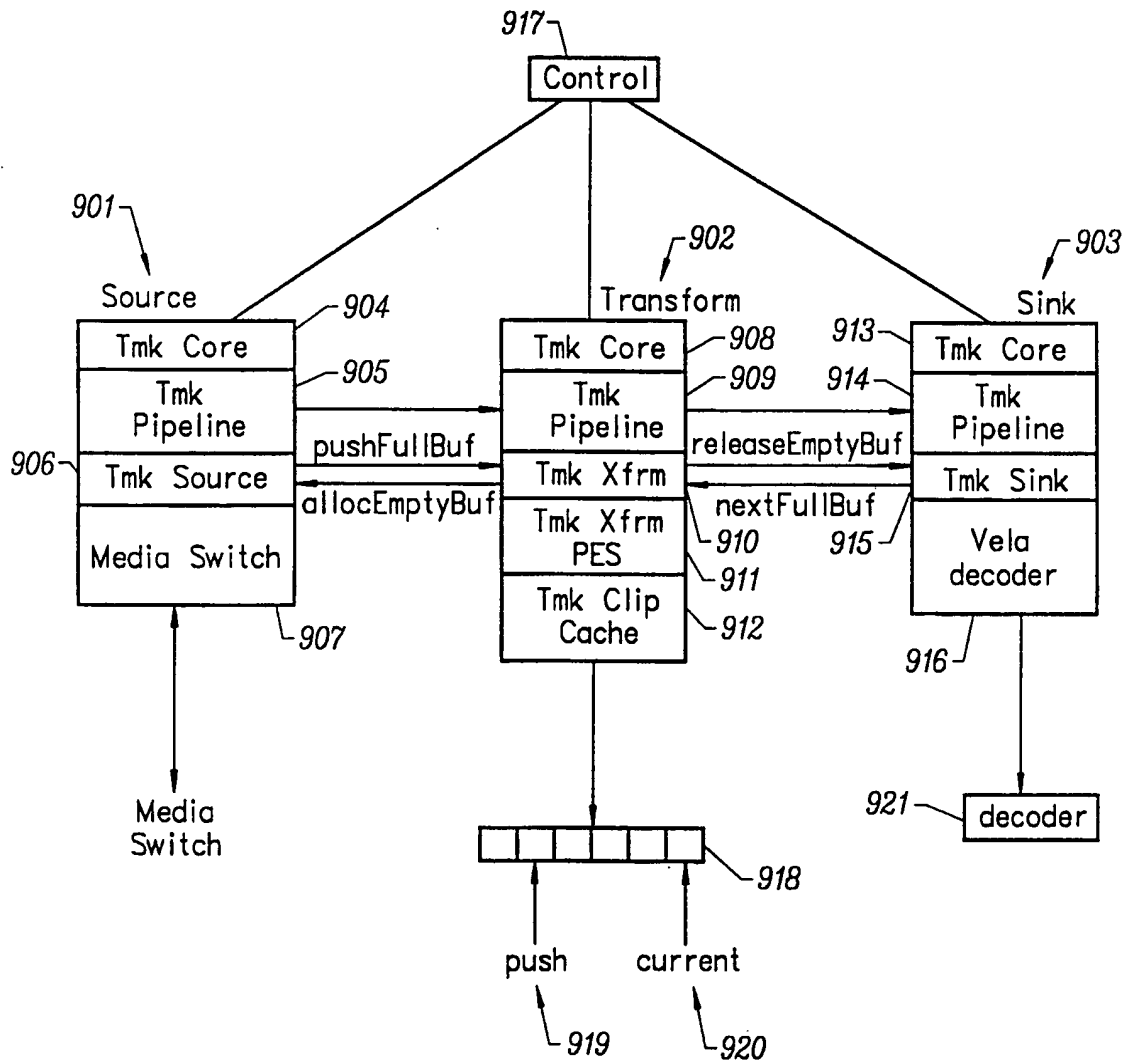 917
Control
901
902
903
Source
904
Transform
Sink
Tmk Core
905
Tmk
Pipeline
906
Tmk Source
Media Switch
907
pushFullBuf
allocEmptyBuf
Tmk Core
908
Tmk
Pipeline
909
Tmk Xfrm
910
Tmk Xfrm
PES
911
Tmk Clip
Cache
912
releaseEmptyBuf
nextFullBuf
913
Tmk Core
914
Tmk
Pipeline
Tmk Sink
915
Vela
decoder
916
Media
Switch
921
decoder
918
push
current
919
920